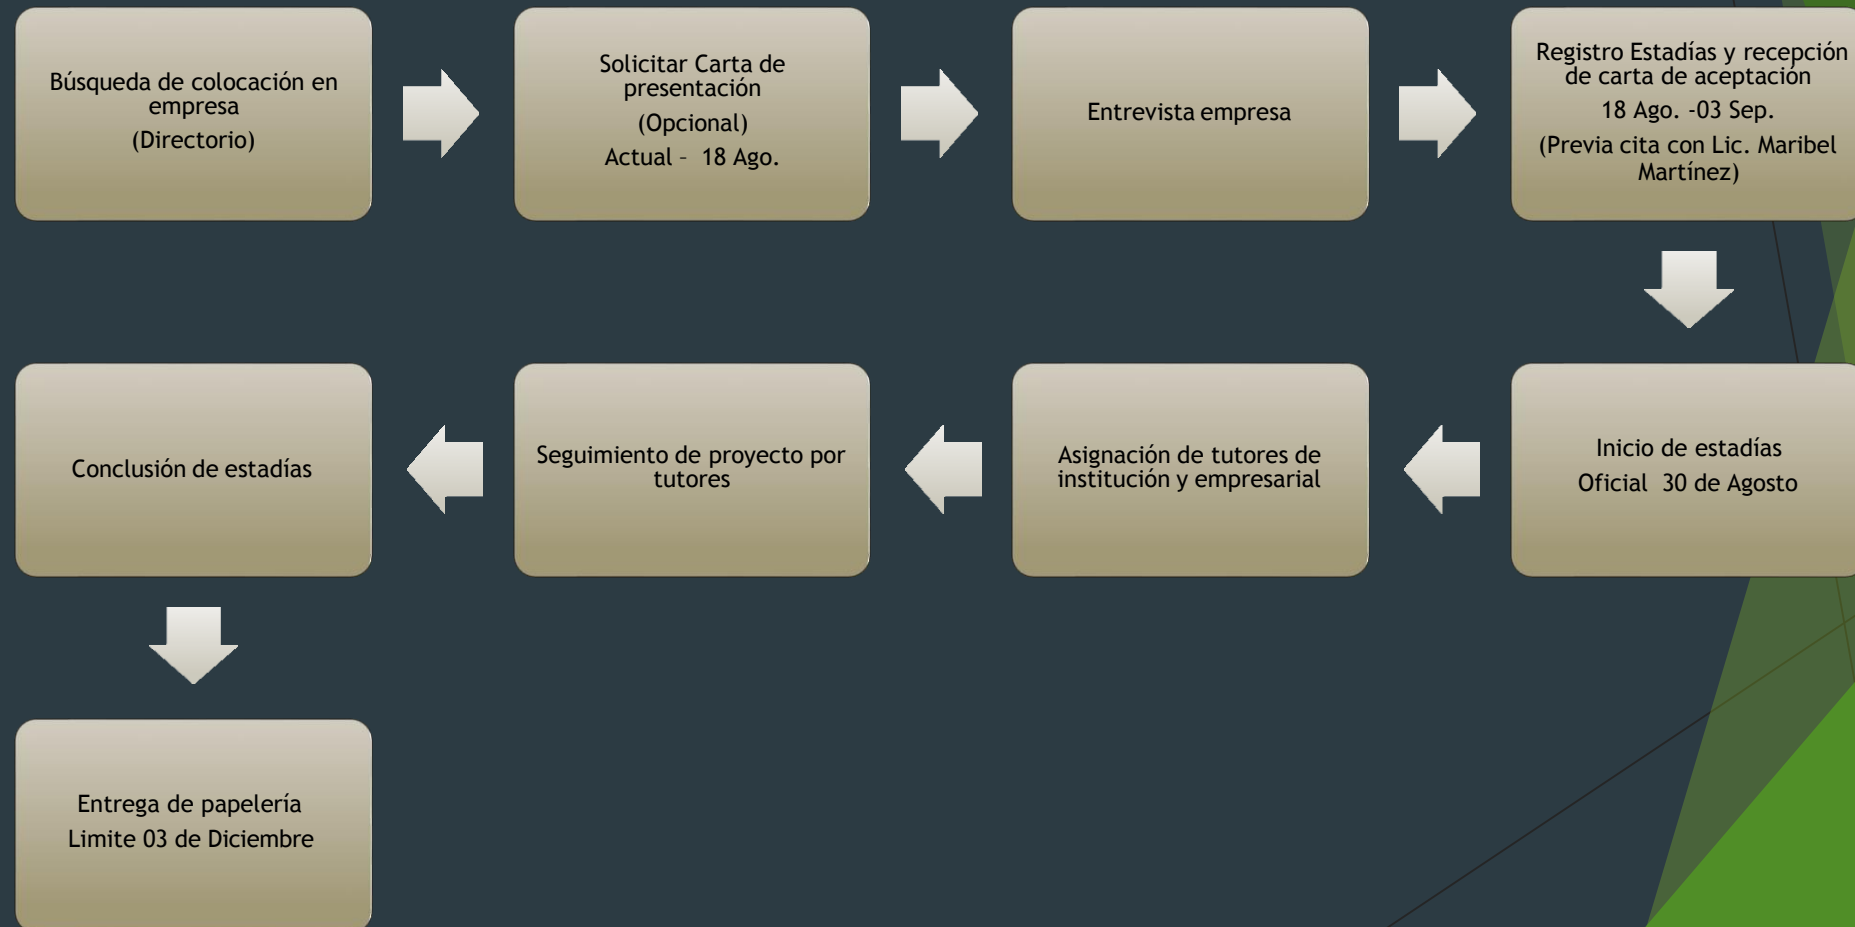 Búsqueda de colocación en
empresa
(Directorio)
Solicitar Carta de
presentación
(Opcional)
Actual – 18 Ago.
Entrevista empresa
Registro Estadías y recepción
de carta de aceptación
18 Ago. -03 Sep.
(Previa cita con Lic. Maribel
Martínez)
Inicio de estadías
Oficial 30 de Agosto
Asignación de tutores de
institución y empresarial
Seguimiento de proyecto por
tutores
Conclusión de estadías
Entrega de papelería
Limite 03 de Diciembre